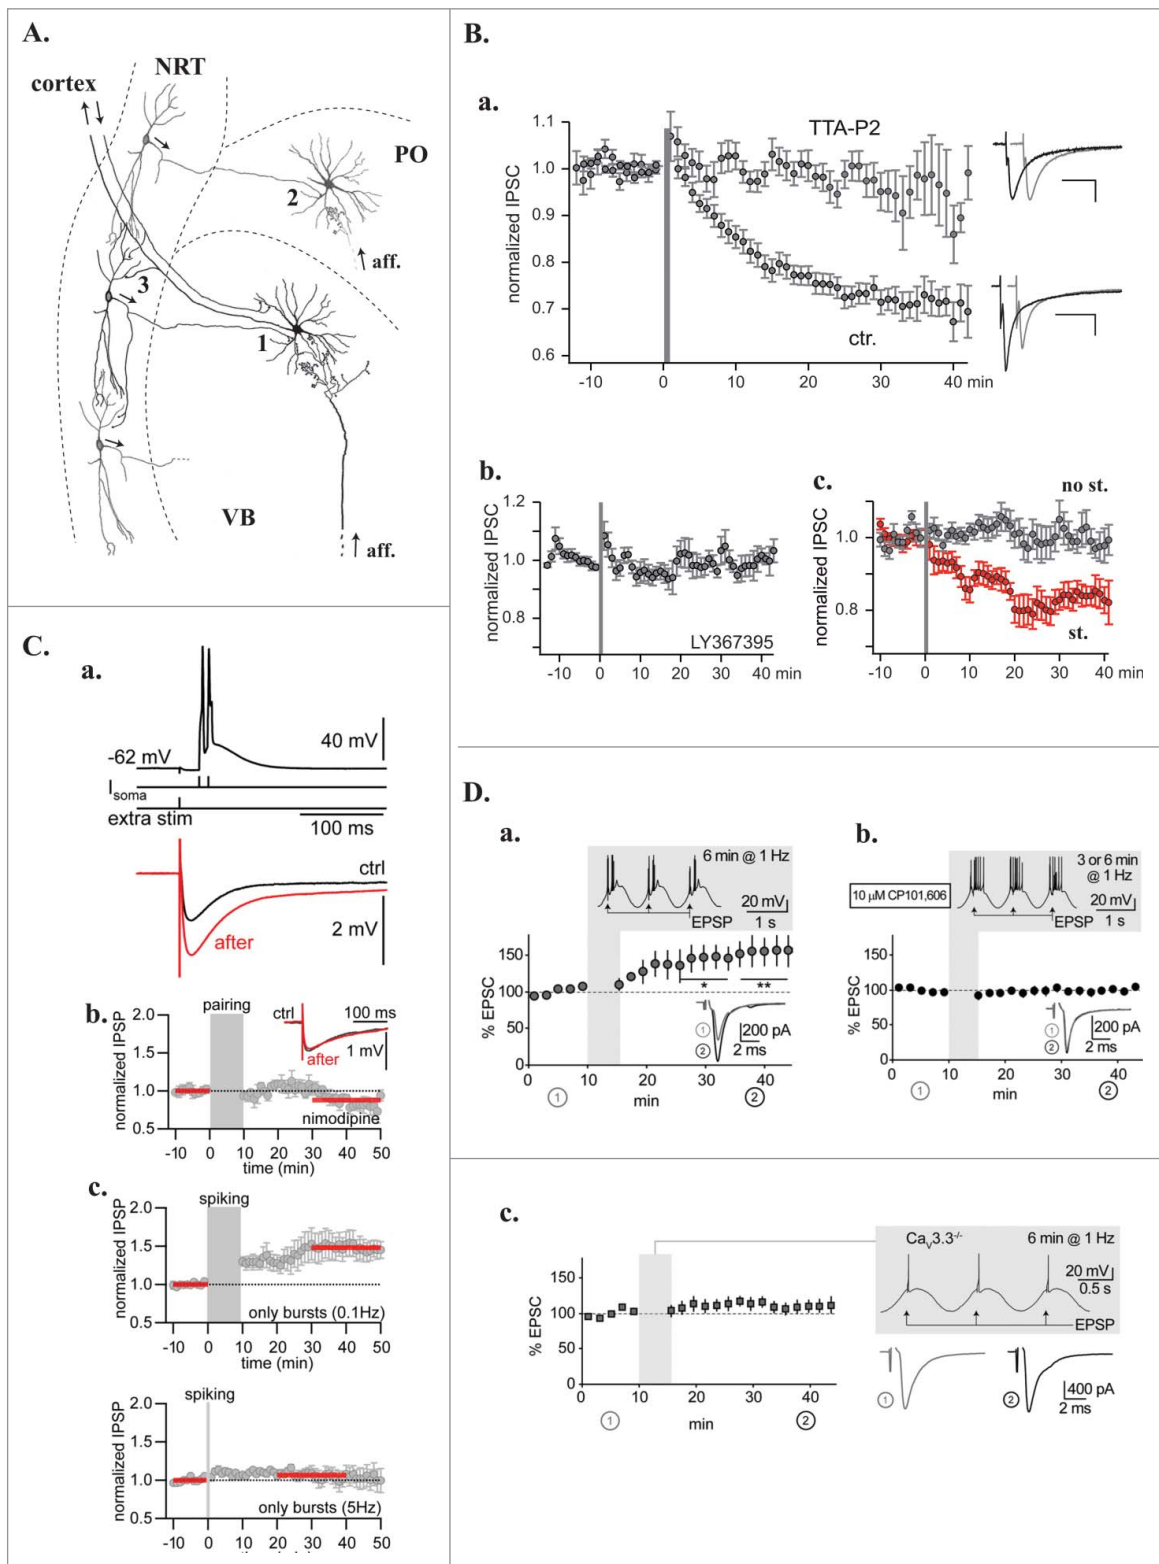 A.
NRT
cortex
PO
2
aff.
3
1
VB
aff.
B.
a.
TTA-P2
normalized IPSC
1.1
1.0
0.9
0.8
0.7
0.6
ctr.
-10 0 10 20 30 40 min
b.
normalized IPSC
1.2
1.0
0.8
LY367395
-10 0 10 20 30 40 min
c.
no st.
normalized IPSC
1.0
0.8
st.
-10 0 10 20 30 40 min
C.
a.
40 mV
-62 mV
Isoma
extra stim
100 ms
ctrl
after
2 mV
b.
pairing
ctrl
100 ms
after
1 mV
normalized IPSP
2.0
1.5
1.0
0.5
nimodipine
-10 0 10 20 30 40 50
time (min)
c.
spiking
normalized IPSP
2.0
1.0
0.5
only bursts (0.1Hz)
-10 0 10 20 30 40 50
time (min)
spiking
normalized IPSP
2.0
1.5
1.0
0.5
only bursts (5Hz)
-10 0 10 20 30 40 50
D.
a.
6 min @ 1 Hz
20 mV
1 s
EPSP
% EPSC
150
100
50
0
* **
1
2
200 pA
2 ms
0 10 20 30 40
1 min 2
b.
10 µM CP101,606
3 or 6 min
@ 1 Hz
20 mV
1 s
EPSP
% EPSC
150
100
50
0
1
2
200 pA
2 ms
0 10 20 30 40
1 min 2
c.
CaV3.3-/- 6 min @ 1 Hz
20 mV
0.5 s
EPSP
% EPSC
150
100
50
0
0 10 20 30 40
1 min 2
1 2
400 pA
2 ms